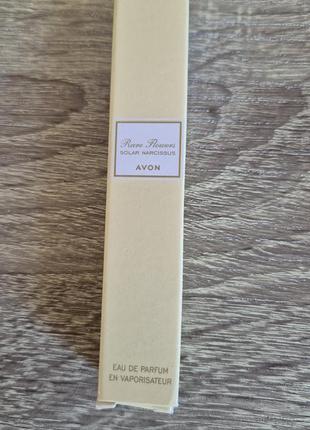 Rare Flowers
SOLAR NARCISSUS
AVON
EAU DE PARFUM
EN VAPORISATEUR